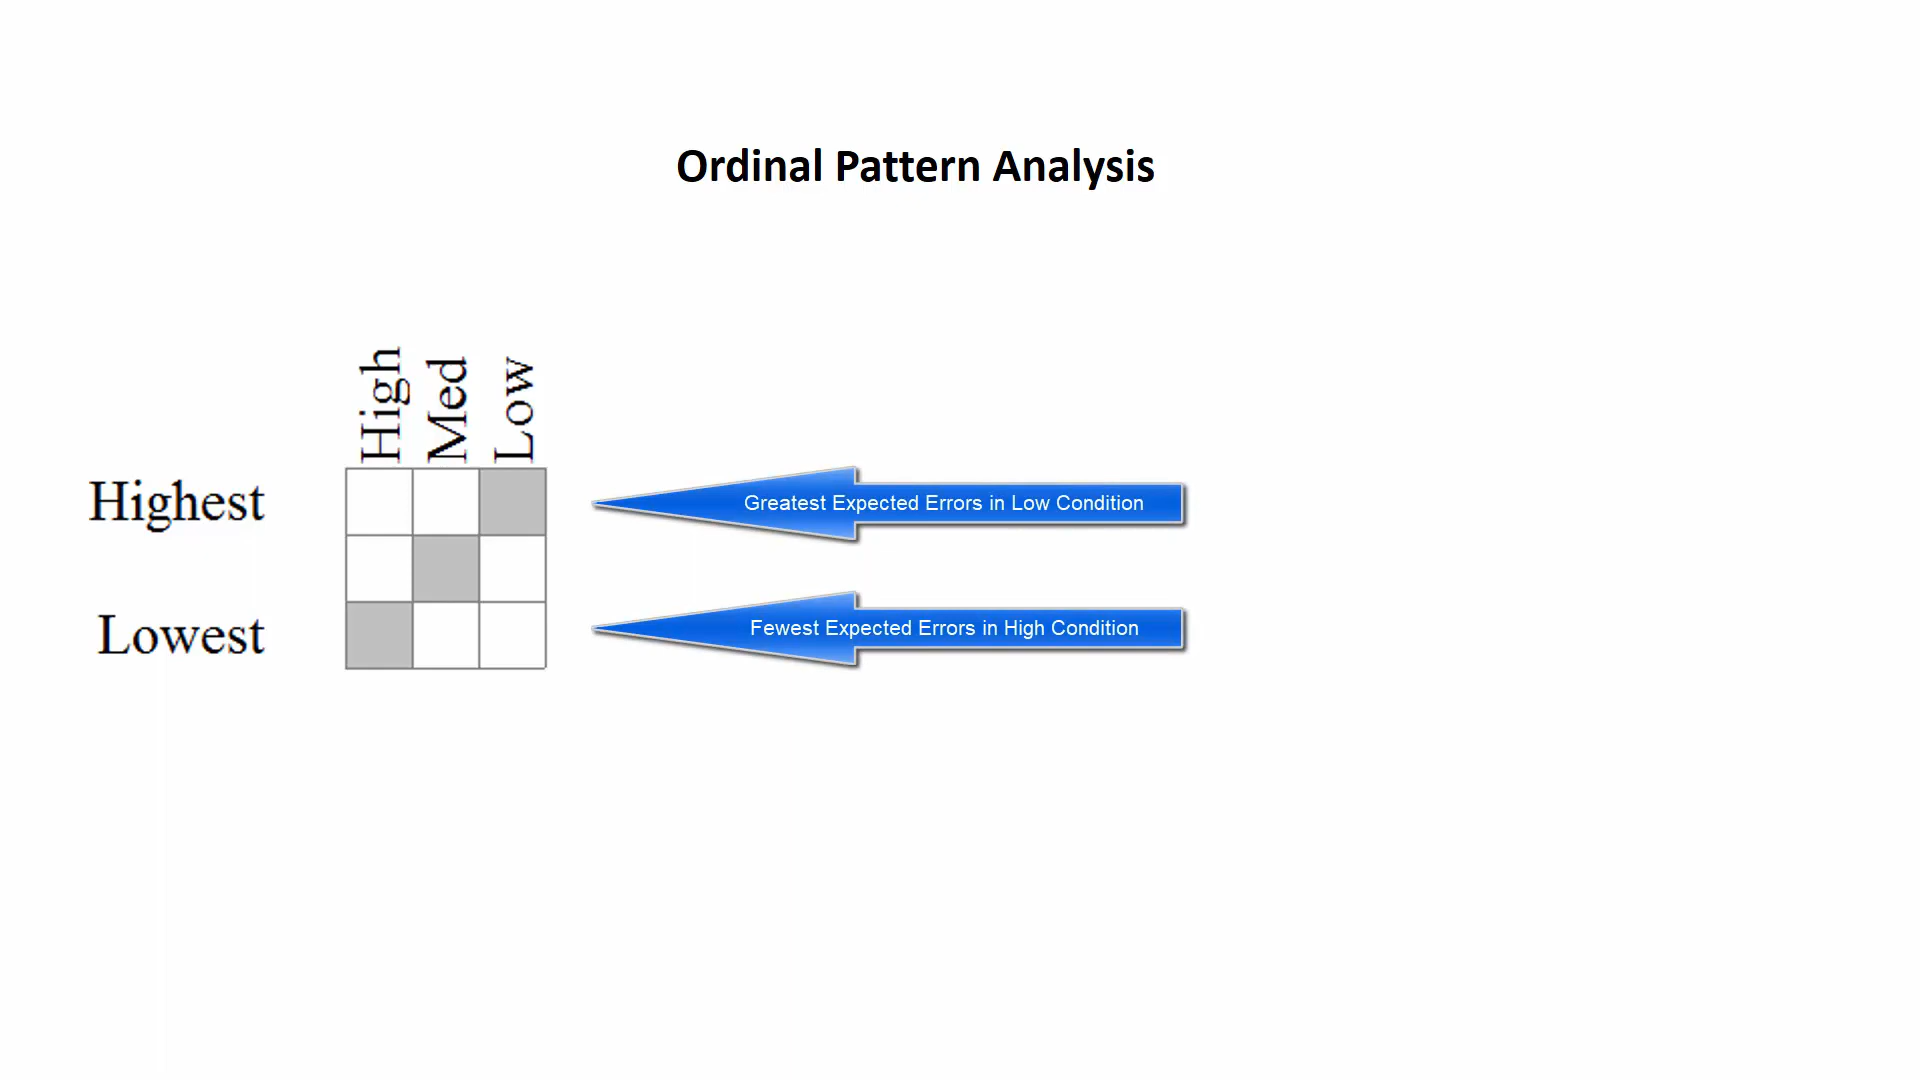 Ordinal Pattern Analysis
High
Med
Low
Highest
Greatest Expected Errors in Low Condition
Lowest
Fewest Expected Errors in High Condition